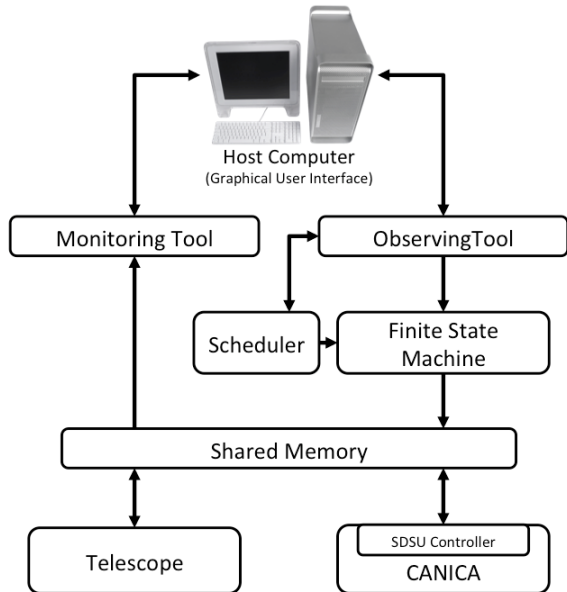 Host Computer
(Graphical User Interface)
Monitoring Tool
ObservingTool
Scheduler
Finite State
Machine
Shared Memory
Telescope
SDSU Controller
CANICA